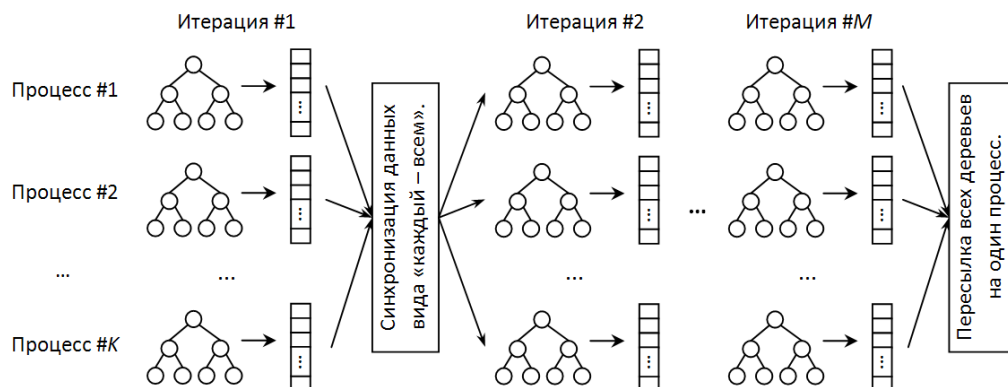 Итерация #1
Итерация #2
Итерация #M
Процесс #1
Процесс #2
...
...
...
...
...
Процесс #K
Синхронизация данных
вида «каждый – всем».
Пересылка всех деревьев
на один процесс.